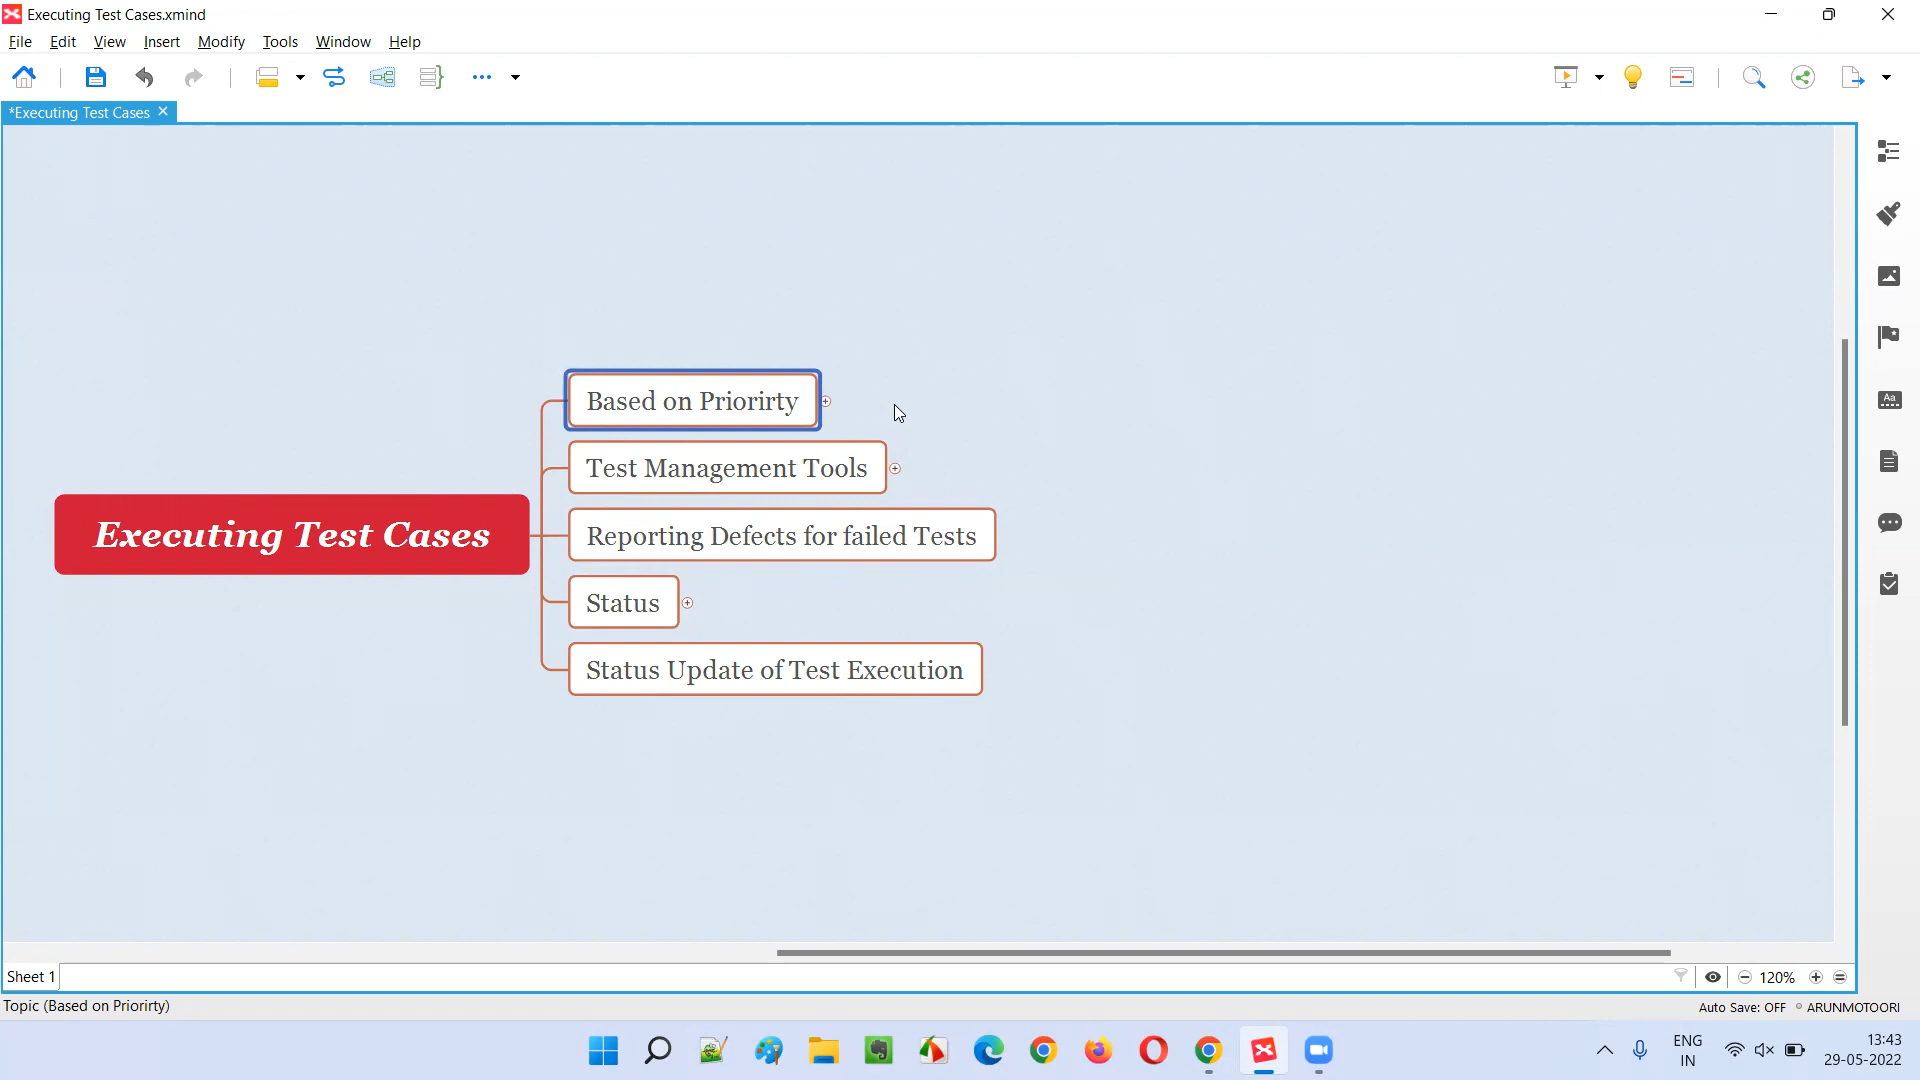 Executing Test Cases.xmind
File Edit View Insert Modify Tools Window Help
*Executing Test Cases
Based on Priorirty
Test Management Tools
Executing Test Cases
Reporting Defects for failed Tests
Status
Status Update of Test Execution
Aa
Sheet 1
120%
Topic (Based on Priorirty)
Auto Save: OFF
ARUNMOTOORI
ENG
IN
13:43
29-05-2022